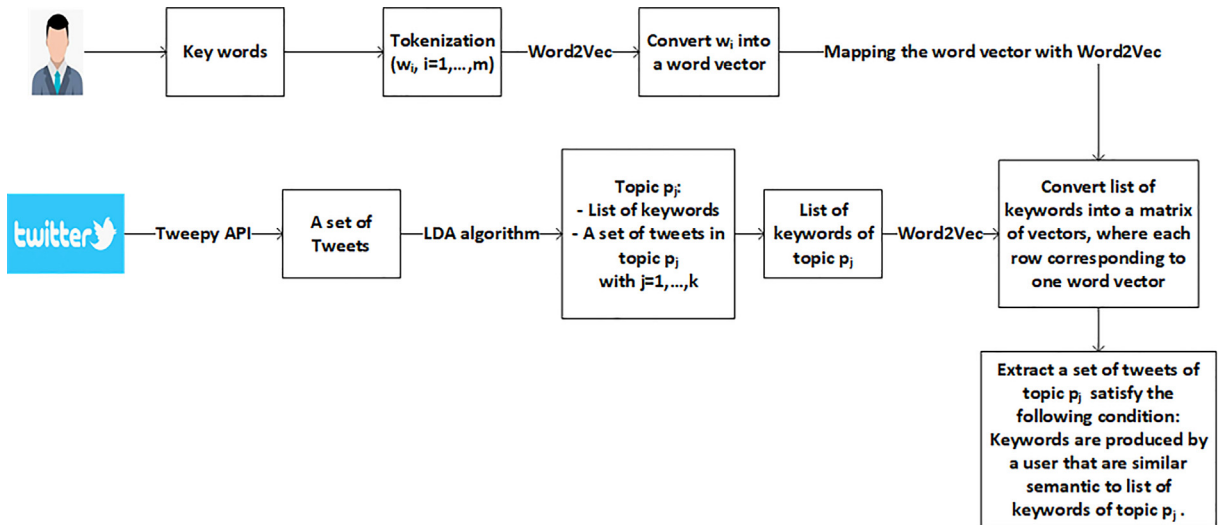 Key words
Tokenization
(wi, i=1,…,m)
Word2Vec
Convert wi into
a word vector
Mapping the word vector with Word2Vec
twitter
Tweepy API
A set of
Tweets
LDA algorithm
Topic pj:
- List of keywords
- A set of tweets in
topic pj
with j=1,…,k
List of
keywords of
topic pj
Word2Vec
Convert list of
keywords into a matrix
of vectors, where each
row corresponding to
one word vector
Extract a set of tweets of
topic pj satisfy the
following condition:
Keywords are produced by
a user that are similar
semantic to list of
keywords of topic pj .